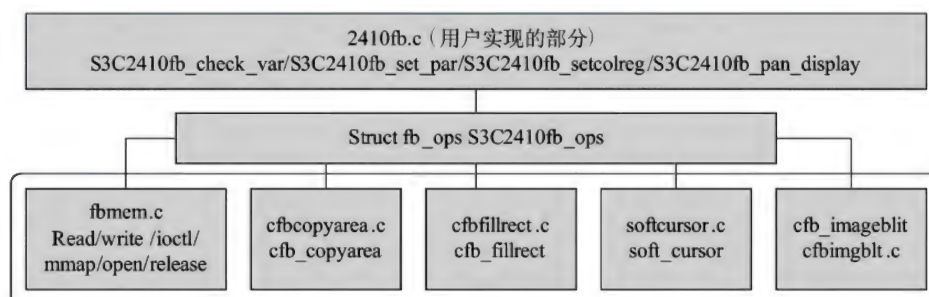 2410fb.c（用户实现的部分）
S3C2410fb_check_var/S3C2410fb_set_par/S3C2410fb_setcolreg/S3C2410fb_pan_display
Struct fb_ops S3C2410fb_ops
fbmem.c
Read/write /ioctl/
mmap/open/release
cfbcopyarea.c
cfb_copyarea
cfbfillrect.c
cfb_fillrect
softcursor.c
soft_cursor
cfb_imageblit
cfbimgblt.c